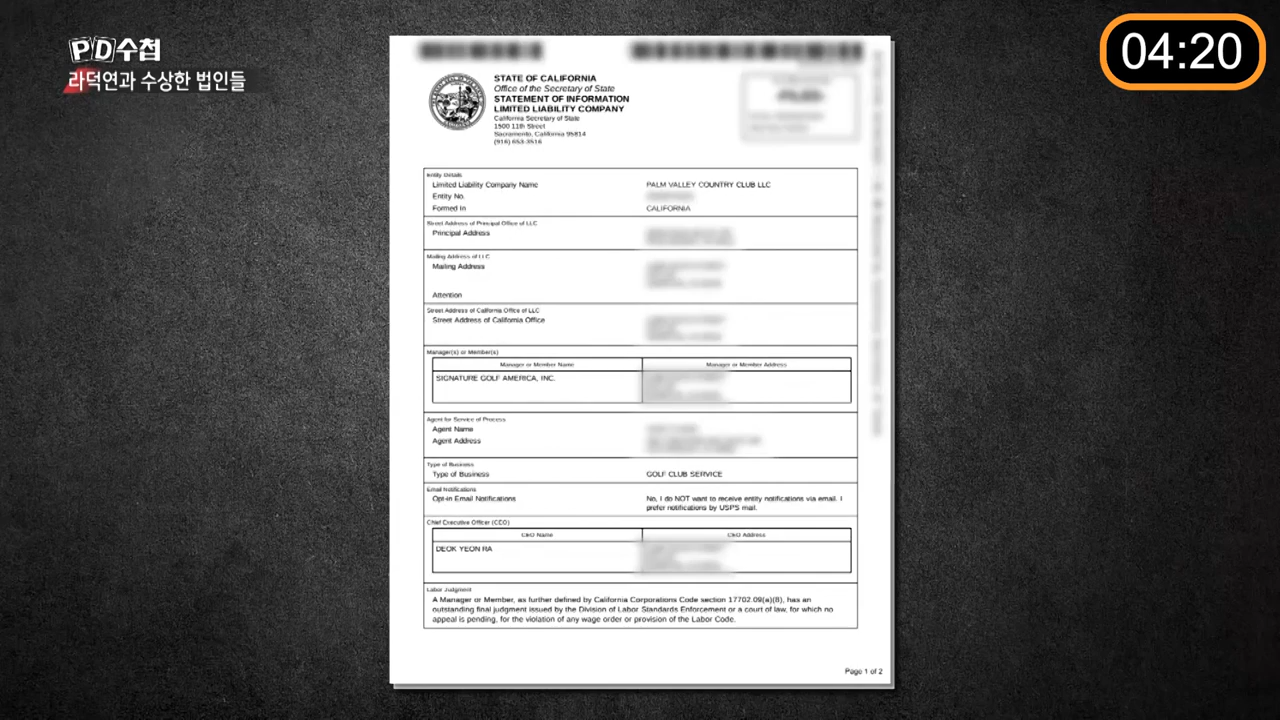 PD수첩
라덕연과 수상한 법인들
04:20
STATE OF CALIFORNIA
Office of the Secretary of State
STATEMENT OF INFORMATION
LIMITED LIABILITY COMPANY
California Secretary of State
1500 11th Street
Sacramento, California 95814
(916) 653-3516
Entity Details
Limited Liability Company Name PALM VALLEY COUNTRY CLUB LLC
Entity No.
Formed In CALIFORNIA
Street Address of Principal Office of LLC
Principal Address
Mailing Address of LLC
Mailing Address
Attention
Street Address of California Office of LLC
Street Address of California Office
Manager(s) or Member(s)
Manager or Member Name Manager or Member Address
SIGNATURE GOLF AMERICA, INC.
Agent for Service of Process
Agent Name
Agent Address
Type of Business
Type of Business GOLF CLUB SERVICE
Email Notifications
Opt-in Email Notifications No, I do NOT want to receive entity notifications via email. I
prefer notifications by USPS mail.
Chief Executive Officer (CEO)
CEO Name CEO Address
DEOK YEON RA
Labor Judgment
A Manager or Member, as further defined by California Corporations Code section 17702.09(a)(8), has an
outstanding final judgment issued by the Division of Labor Standards Enforcement or a court of law, for which no
appeal is pending, for the violation of any wage order or provision of the Labor Code.
Page 1 of 2